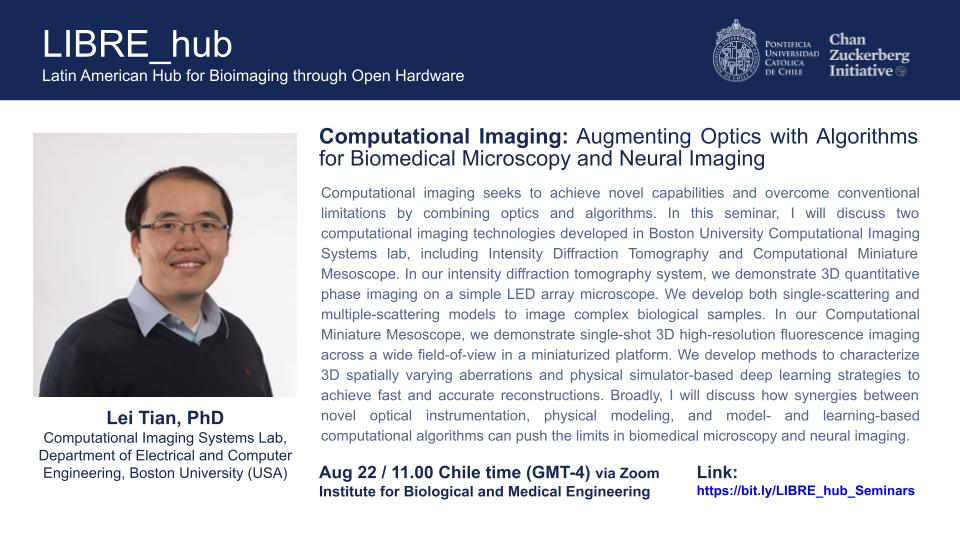 LIBRE_hub
Latin American Hub for Bioimaging through Open Hardware
PONTIFICIA
UNIVERSIDAD
CATÓLICA
DE CHILE
Chan
Zuckerberg
Initiative
Computational Imaging: Augmenting Optics with Algorithms
for Biomedical Microscopy and Neural Imaging
Computational imaging seeks to achieve novel capabilities and overcome conventional
limitations by combining optics and algorithms. In this seminar, I will discuss two
computational imaging technologies developed in Boston University Computational Imaging
Systems lab, including Intensity Diffraction Tomography and Computational Miniature
Mesoscope. In our intensity diffraction tomography system, we demonstrate 3D quantitative
phase imaging on a simple LED array microscope. We develop both single-scattering and
multiple-scattering models to image complex biological samples. In our Computational
Miniature Mesoscope, we demonstrate single-shot 3D high-resolution fluorescence imaging
across a wide field-of-view in a miniaturized platform. We develop methods to characterize
3D spatially varying aberrations and physical simulator-based deep learning strategies to
achieve fast and accurate reconstructions. Broadly, I will discuss how synergies between
novel optical instrumentation, physical modeling, and model- and learning-based
computational algorithms can push the limits in biomedical microscopy and neural imaging.
Lei Tian, PhD
Computational Imaging Systems Lab,
Department of Electrical and Computer
Engineering, Boston University (USA)
Aug 22 / 11.00 Chile time (GMT-4) via Zoom
Institute for Biological and Medical Engineering
Link:
https://bit.ly/LIBRE_hub_Seminars